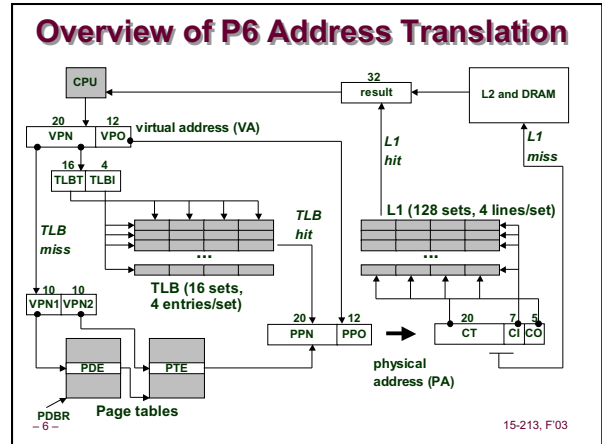 Overview of P6 Address Translation
CPU
32
result
L2 and DRAM
20 12
VPN VPO
virtual address (VA)
16 4
TLBT TLBI
L1
hit
L1
miss
TLB
miss
TLB
hit
L1 (128 sets, 4 lines/set)
...
...
TLB (16 sets,
4 entries/set)
10 10
VPN1 VPN2
20 12
PPN PPO
20 7 5
CT CI CO
physical
address (PA)
PDE PTE
PDBR
Page tables
– 6 –
15-213, F'03